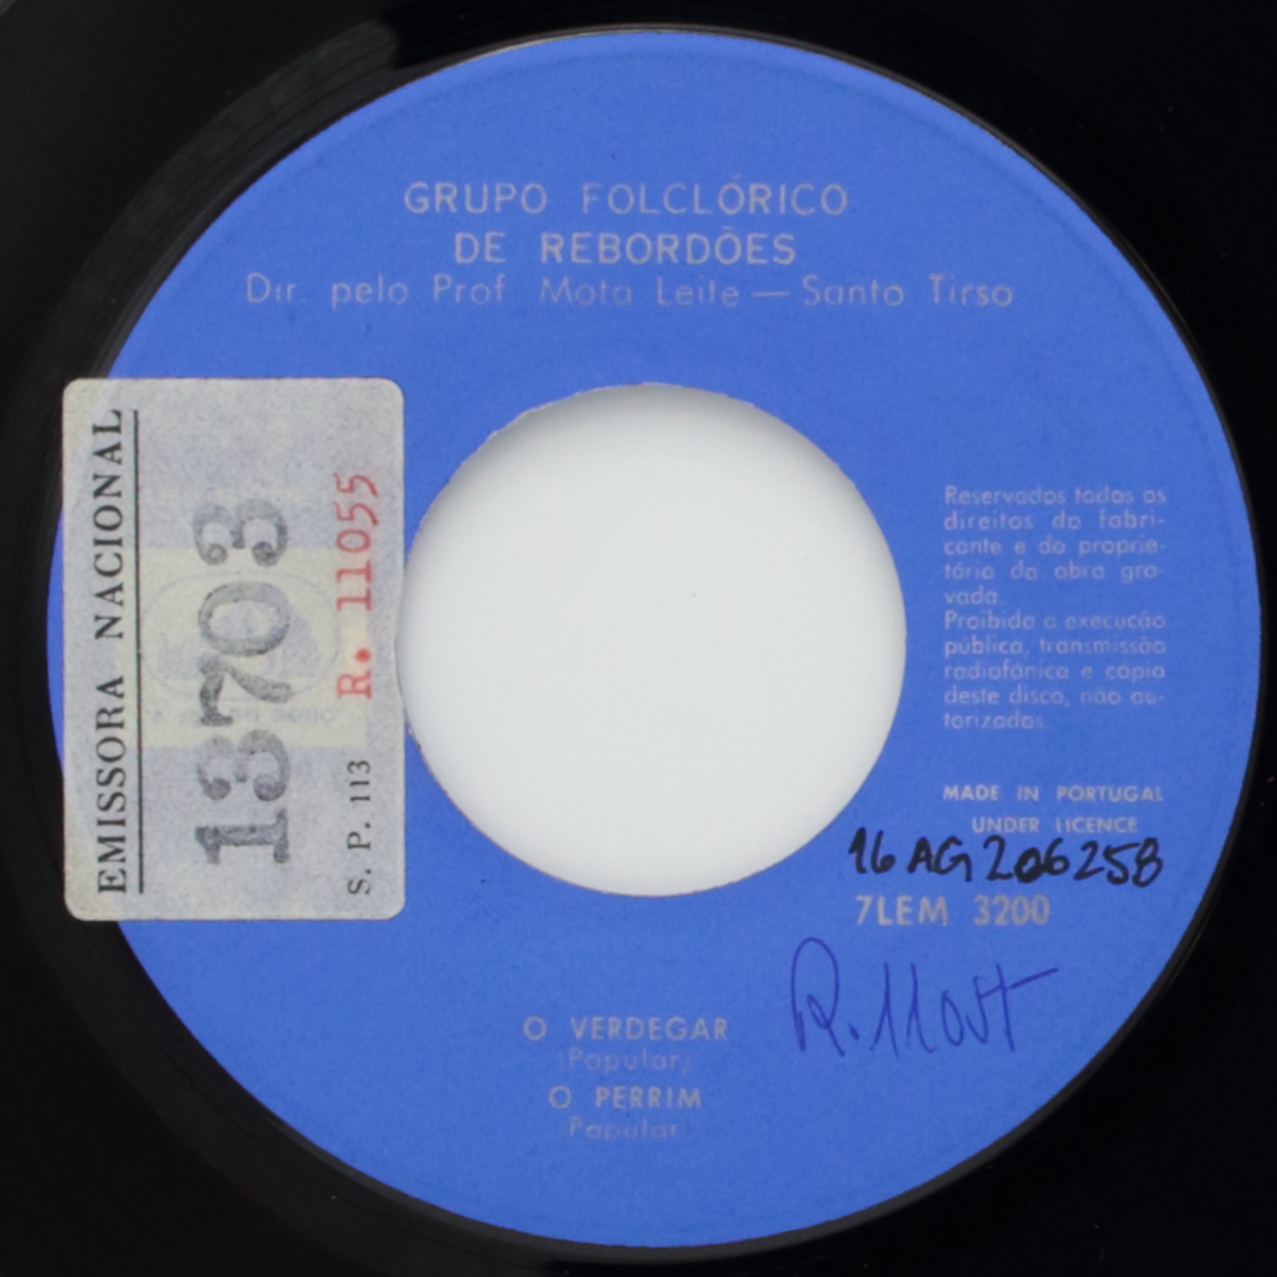 GRUPO FOLCLÓRICO
DE REBORDÕES
Dir. pelo Prof Mota Leite — Santo Tirso
EMISSORA NACIONAL
13703
R. 11055
S. P. 113
Reservados todos os
direitos do fabri-
cante e do proprie-
tário da obra gra-
vada.
Proibida a execução
pública, transmissão
radiofónica e cópia
deste disco, não au-
torizadas.
MADE IN PORTUGAL
UNDER LICENCE
16 AG 206258
7LEM 3200
R. 11055
O VERDEGAR
(Popular)
O PERRIM
(Popular)